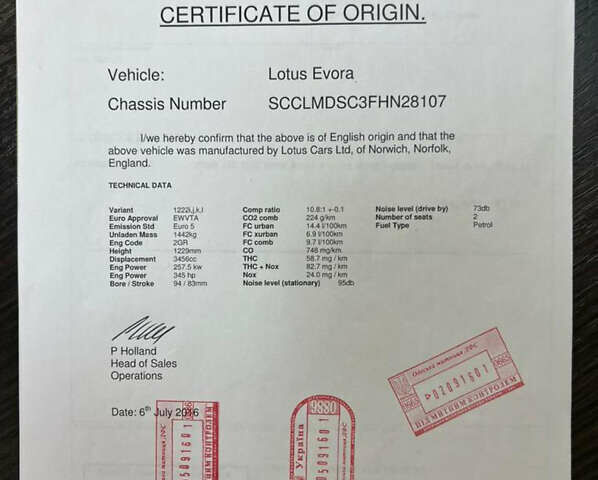 CERTIFICATE OF ORIGIN.
Vehicle: Lotus Evora
Chassis Number SCCLMDSC3FHN28107
I/we hereby confirm that the above is of English origin and that the
above vehicle was manufactured by Lotus Cars Ltd, of Norwich, Norfolk,
England.
TECHNICAL DATA
Variant 1222i,j,k,l Comp ratio 10.8:1 +-0.1 Noise level (drive by) 73db
Euro Approval EWVTA CO2 comb 224 g/km Number of seats 2
Emission Std Euro 5 FC urban 14.4 l/100km Fuel Type Petrol
Unladen Mass 1442kg FC xurban 6.9 l/100km
Eng Code 2GR FC comb 9.7 l/100km
Height 1229mm CO 748 mg/km
Displacement 3456cc THC 58.7 mg / km
Eng Power 257.5 kw THC + Nox 82.7 mg / km
Eng Power 345 hp Nox 24.0 mg / km
Bore / Stroke 94 / 83mm Noise level (stationary) 95db
P Holland
Head of Sales
Operations
Date: 6th July 2016
Одеська митниця ДФС
02091601
ПІД МИТНИМ КОНТРОЛЕМ
Україна